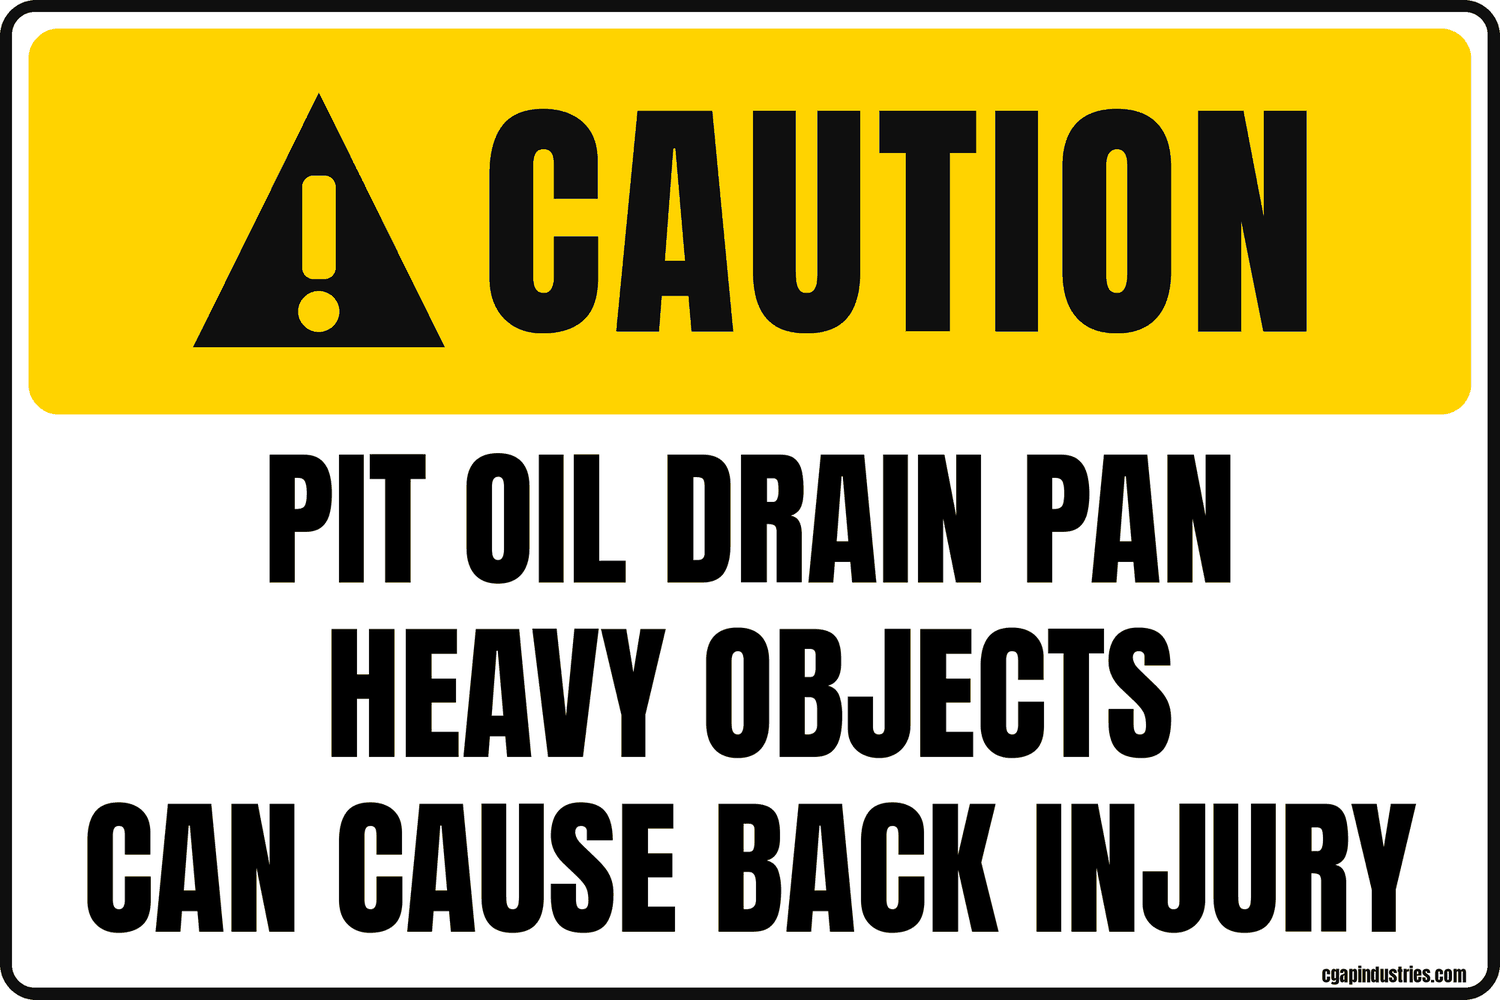 CAUTION
PIT OIL DRAIN PAN
HEAVY OBJECTS
CAN CAUSE BACK INJURY
cgapindustries.com